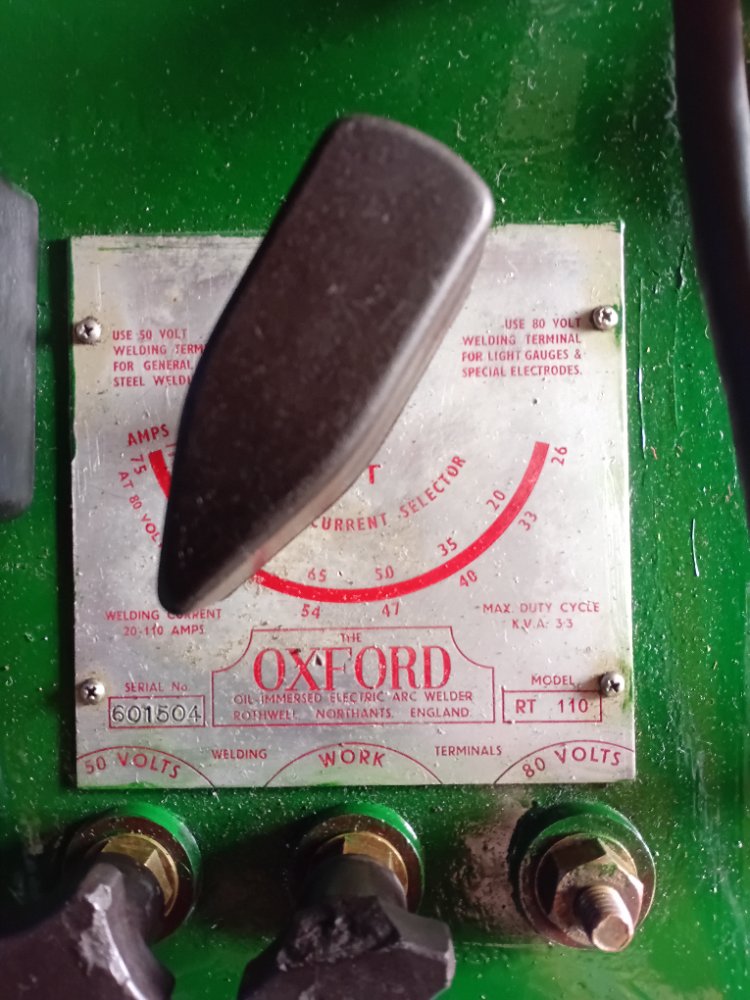 USE 50 VOLT
WELDING
FOR GENERAL
STEEL
USE 80 VOLT
WELDING TERMINAL
FOR LIGHT GAUGES &
SPECIAL ELECTRODES.
AMPS
75
AT 80
T
CURRENT SELECTOR
65
50
35
20
26
54
47
40
33
WELDING CURRENT
20-110 AMPS
MAX. DUTY CYCLE
K.V.A. 3·3
THE
OXFORD
OIL IMMERSED ELECTRIC ARC WELDER
ROTHWELL, NORTHANTS. ENGLAND
SERIAL No.
601504
MODEL
RT 110
50 VOLTS
WELDING
WORK
TERMINALS
80 VOLTS